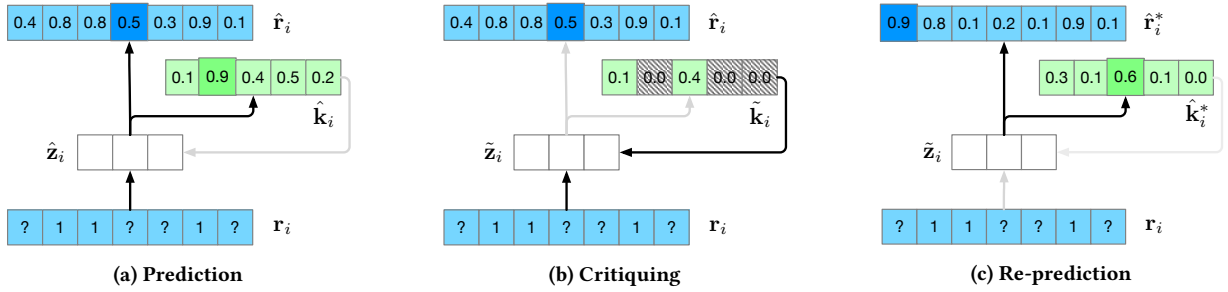 0.4 0.8 0.8 0.5 0.3 0.9 0.1 r̂ᵢ
0.1 0.9 0.4 0.5 0.2
k̂ᵢ
ẑᵢ
? 1 1 ? ? 1 ? rᵢ
(a) Prediction
0.4 0.8 0.8 0.5 0.3 0.9 0.1 r̂ᵢ
0.1 0.0 0.4 0.0 0.0
k̃ᵢ
z̃ᵢ
? 1 1 ? ? 1 ? rᵢ
(b) Critiquing
0.9 0.8 0.1 0.2 0.1 0.9 0.1 r̂ᵢ*
0.3 0.1 0.6 0.1 0.0
k̂ᵢ*
z̃ᵢ
? 1 1 ? ? 1 ? rᵢ
(c) Re-prediction